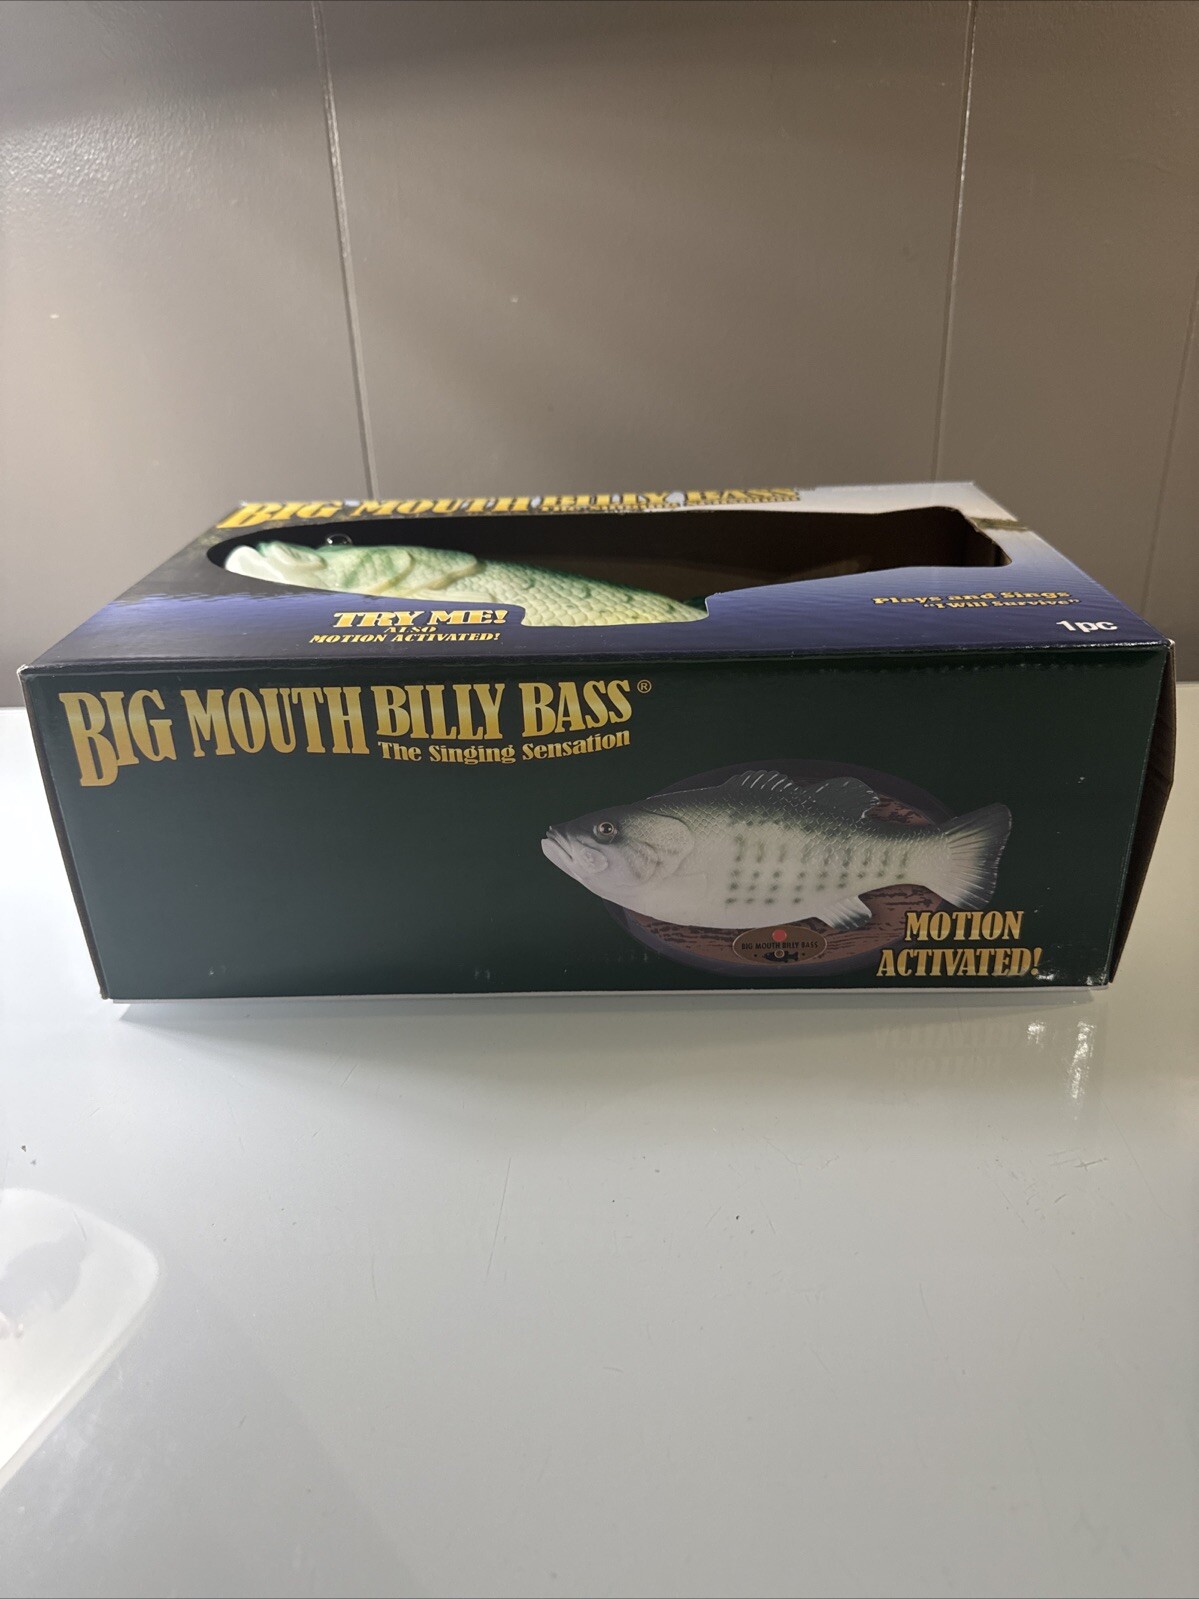 BIG MOUTH BILLY BASS
TRY ME!
ALSO
MOTION ACTIVATED!
Plays and Sings
"I Will Survive"
1pc
BIG MOUTH BILLY BASS®
The Singing Sensation
BIG MOUTH BILLY BASS
MOTION
ACTIVATED!